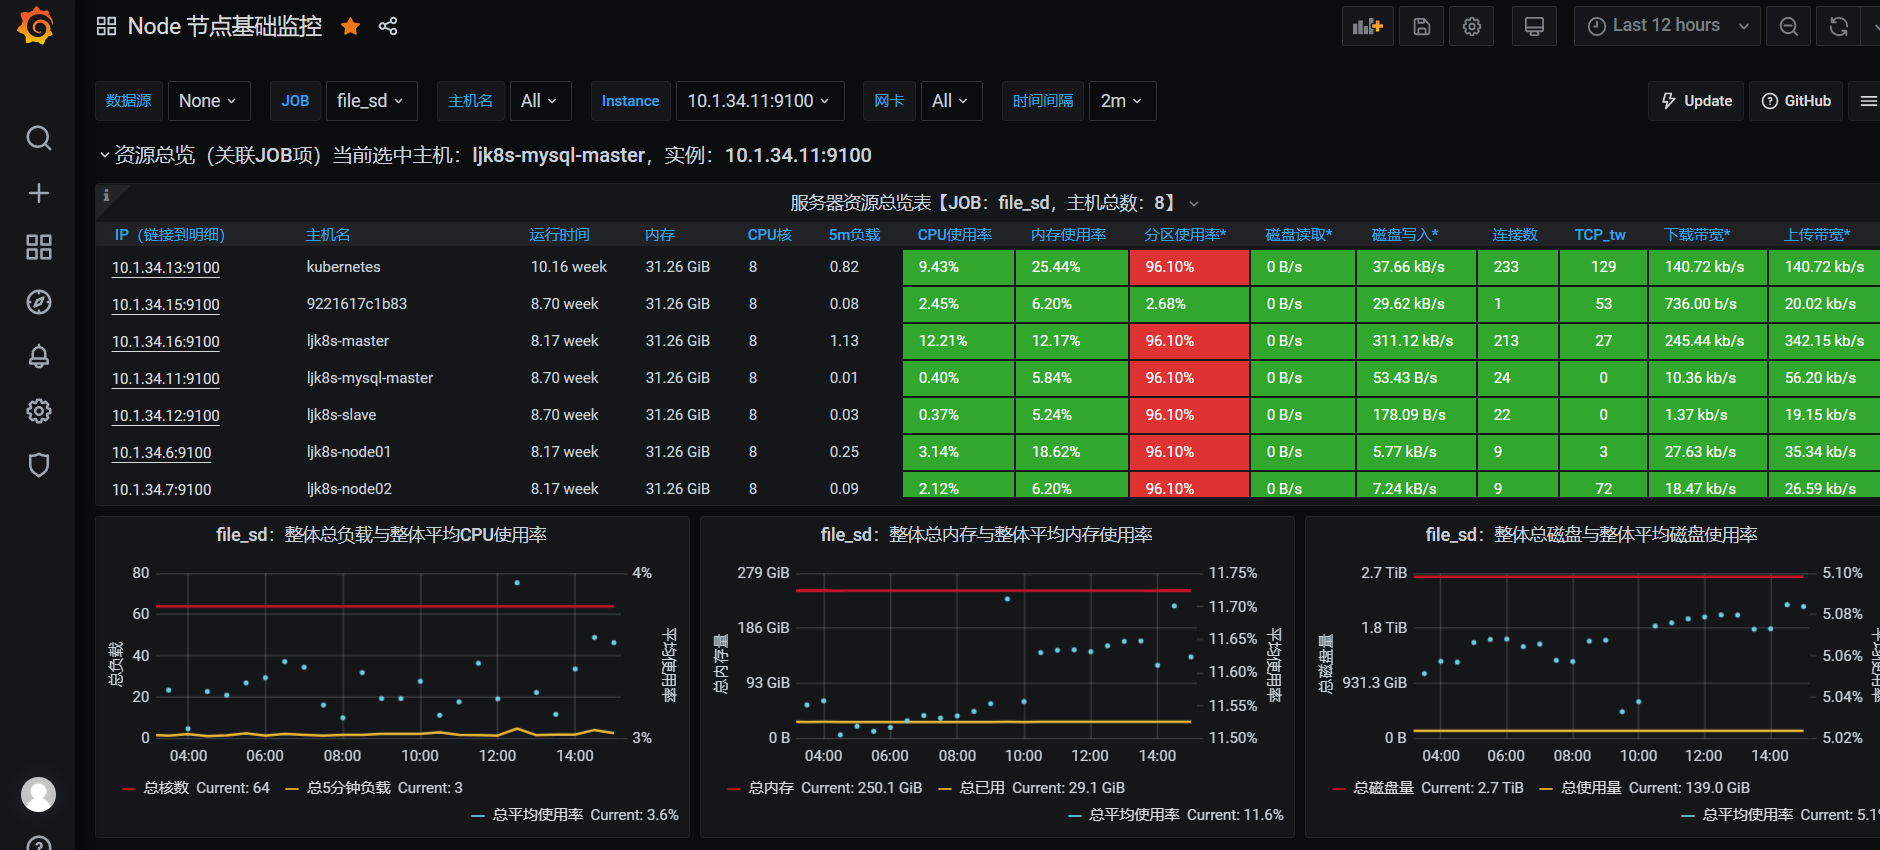 Node 节点基础监控
Last 12 hours
数据源 None JOB file_sd 主机名 All Instance 10.1.34.11:9100 网卡 All 时间间隔 2m Update GitHub
资源总览（关联JOB项）当前选中主机：ljk8s-mysql-master，实例：10.1.34.11:9100
服务器资源总览表【JOB：file_sd，主机总数：8】
IP（链接到明细） 主机名 运行时间 内存 CPU核 5m负载 CPU使用率 内存使用率 分区使用率* 磁盘读取* 磁盘写入* 连接数 TCP_tw 下载带宽* 上传带宽*
10.1.34.13:9100 kubernetes 10.16 week 31.26 GiB 8 0.82 9.43% 25.44% 96.10% 0 B/s 37.66 kB/s 233 129 140.72 kb/s 140.72 kb/s
10.1.34.15:9100 9221617c1b83 8.70 week 31.26 GiB 8 0.08 2.45% 6.20% 2.68% 0 B/s 29.62 kB/s 1 53 736.00 b/s 20.02 kb/s
10.1.34.16:9100 ljk8s-master 8.17 week 31.26 GiB 8 1.13 12.21% 12.17% 96.10% 0 B/s 311.12 kB/s 213 27 245.44 kb/s 342.15 kb/s
10.1.34.11:9100 ljk8s-mysql-master 8.70 week 31.26 GiB 8 0.01 0.40% 5.84% 96.10% 0 B/s 53.43 B/s 24 0 10.36 kb/s 56.20 kb/s
10.1.34.12:9100 ljk8s-slave 8.70 week 31.26 GiB 8 0.03 0.37% 5.24% 96.10% 0 B/s 178.09 B/s 22 0 1.37 kb/s 19.15 kb/s
10.1.34.6:9100 ljk8s-node01 8.17 week 31.26 GiB 8 0.25 3.14% 18.62% 96.10% 0 B/s 5.77 kB/s 9 3 27.63 kb/s 35.34 kb/s
10.1.34.7:9100 ljk8s-node02 8.17 week 31.26 GiB 8 0.09 2.12% 6.20% 96.10% 0 B/s 7.24 kB/s 9 72 18.47 kb/s 26.59 kb/s
file_sd：整体总负载与整体平均CPU使用率
80
60
40
20
0
总负载
4%
3%
04:00 06:00 08:00 10:00 12:00 14:00
总核数 Current: 64 总5分钟负载 Current: 3
总平均使用率 Current: 3.6%
file_sd：整体总内存与整体平均内存使用率
279 GiB
186 GiB
93 GiB
0 B
总内存量
11.75%
11.70%
11.65%
11.60%
11.55%
11.50%
04:00 06:00 08:00 10:00 12:00 14:00
总内存 Current: 250.1 GiB 总已用 Current: 29.1 GiB
总平均使用率 Current: 11.6%
file_sd：整体总磁盘与整体平均磁盘使用率
2.7 TiB
1.8 TiB
931.3 GiB
0 B
总磁盘量
5.10%
5.08%
5.06%
5.04%
5.02%
04:00 06:00 08:00 10:00 12:00 14:00
总磁盘量 Current: 2.7 TiB 总使用量 Current: 139.0 GiB
总平均使用率 Current: 5.1%